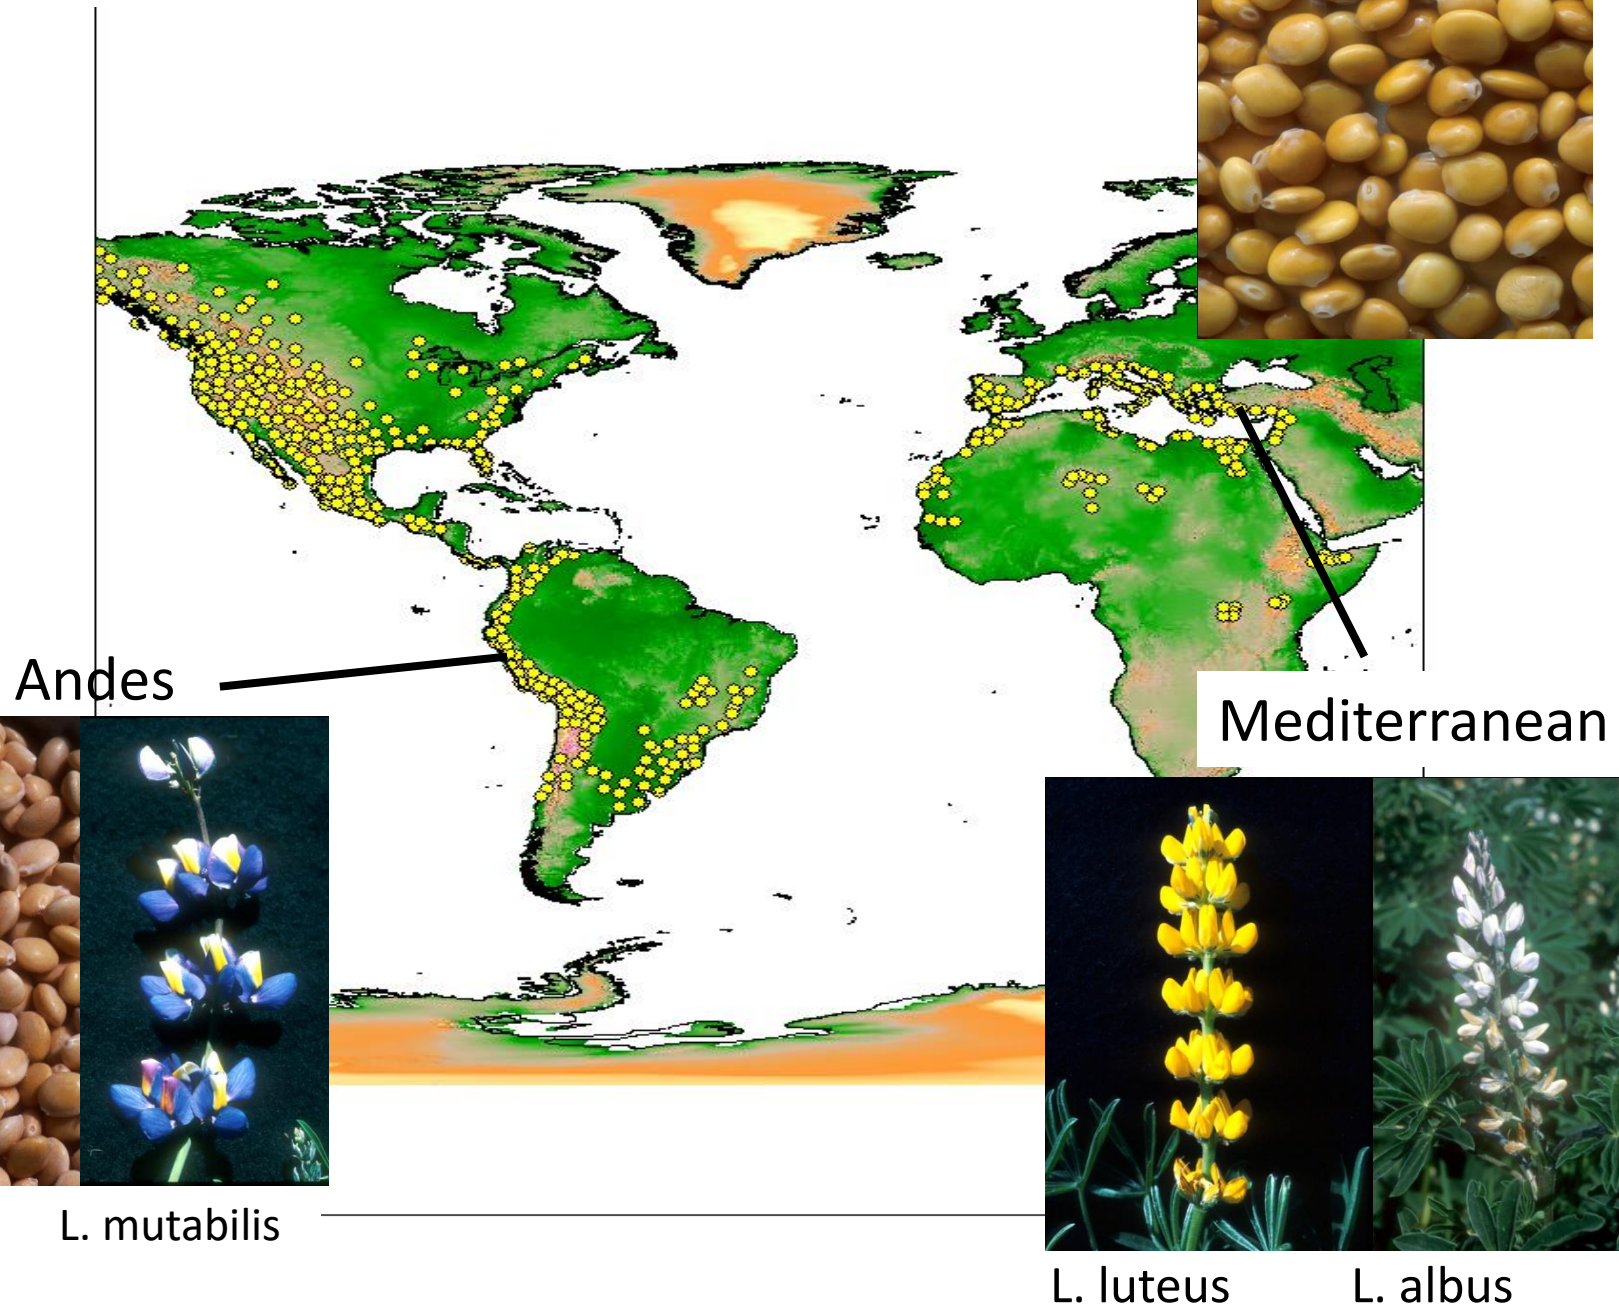 Andes
Mediterranean
L. mutabilis
L. luteus
L. albus